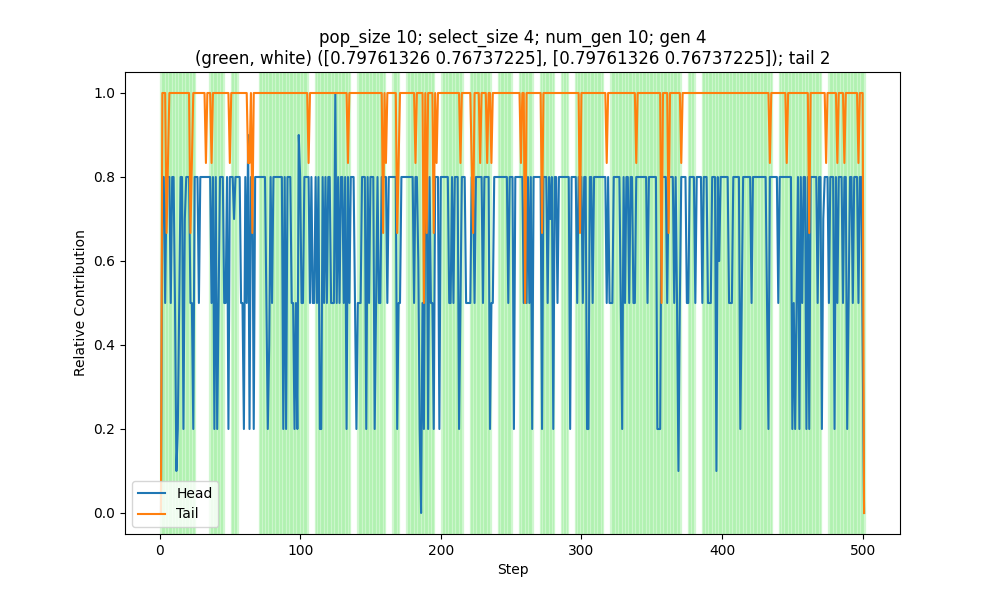 pop_size 10; select_size 4; num_gen 10; gen 4
(green, white) ([0.79761326 0.76737225], [0.79761326 0.76737225]); tail 2
1.0
0.8
0.6
0.4
0.2
0.0
Relative Contribution
Head
Tail
0
100
200
300
400
500
Step